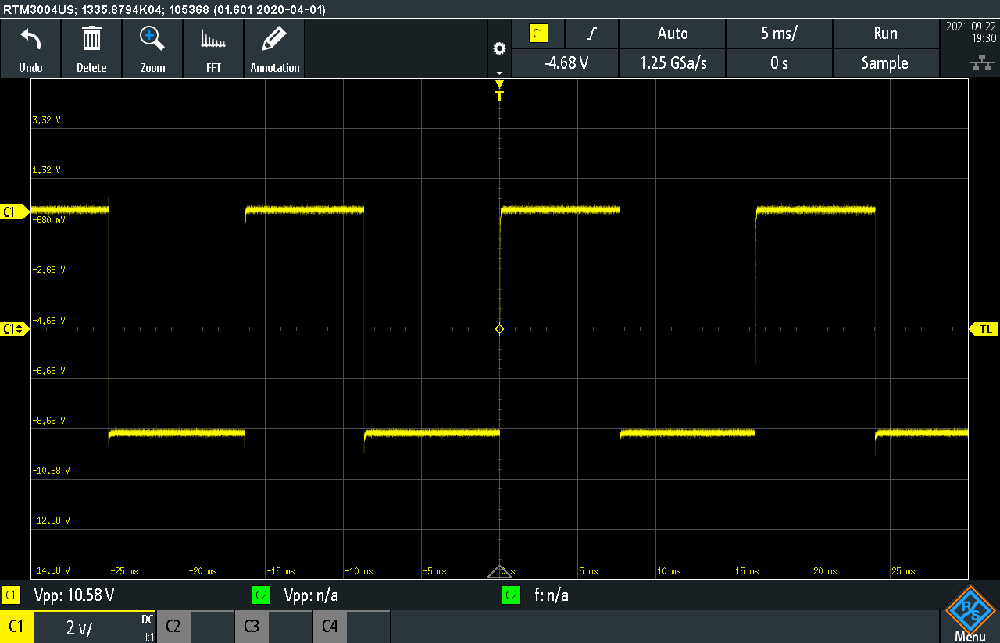 RTM3004US; 1335.8794K04; 105368 (01.601 2020-04-01)
Undo
Delete
Zoom
FFT
Annotation
C1
Auto
5 ms/
Run
-4.68 V
1.25 GSa/s
0 s
Sample
2021-09-22
19:30
T
3.32 V
1.32 V
C1
-680 mV
-2.68 V
-4.68 V
C1
TL
-6.68 V
-8.68 V
-10.68 V
-12.68 V
-14.68 V
-25 ms
-20 ms
-15 ms
-10 ms
-5 ms
0 s
5 ms
10 ms
15 ms
20 ms
25 ms
C1 Vpp: 10.58 V
C2 Vpp: n/a
C2 f: n/a
C1
2 v/
DC
1:1
C2
C3
C4
R S
Menu